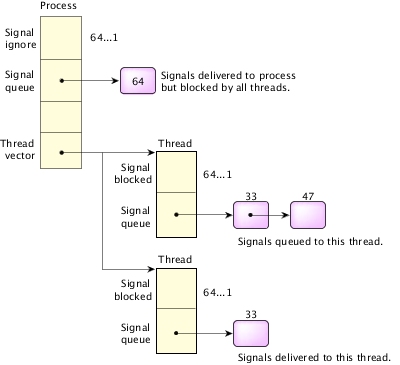 Process
Signal
ignore
64...1
Signal
queue
64
Signals delivered to process
but blocked by all threads.
Thread
vector
Thread
Signal
blocked
64...1
Signal
queue
33
47
Signals queued to this thread.
Thread
Signal
blocked
64...1
Signal
queue
33
Signals delivered to this thread.